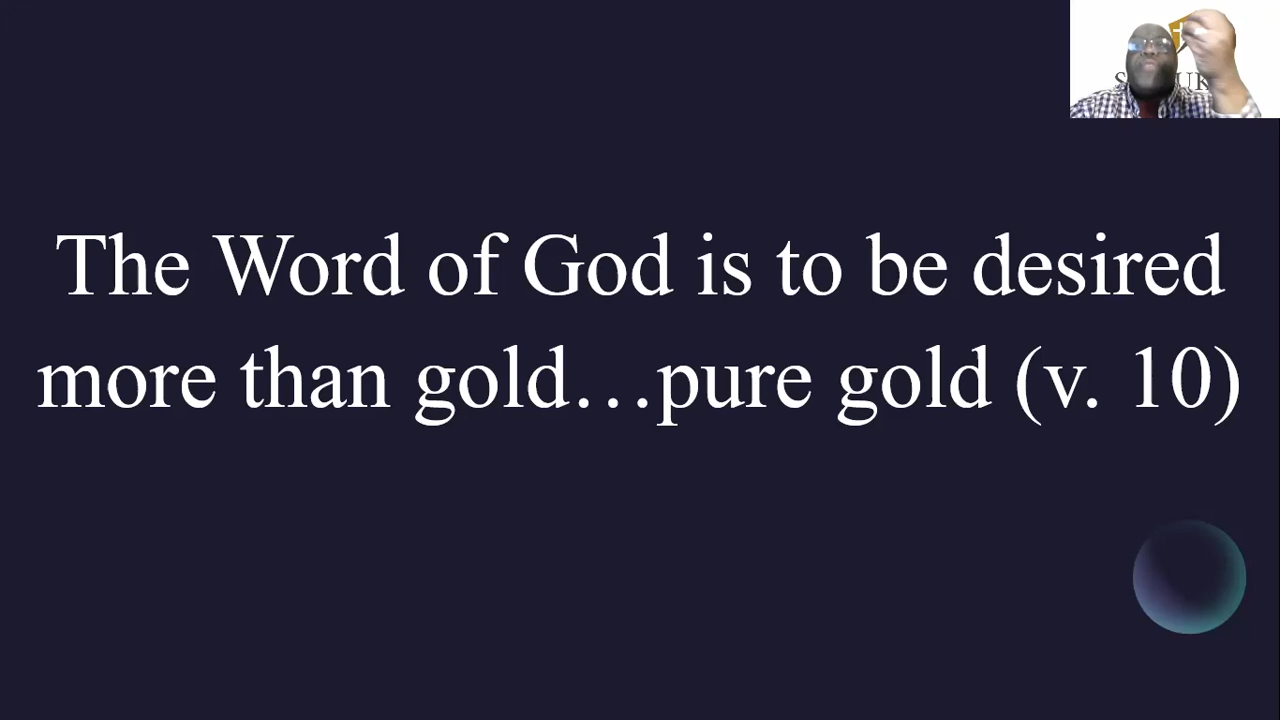 The Word of God is to be desired
more than gold…pure gold (v. 10)